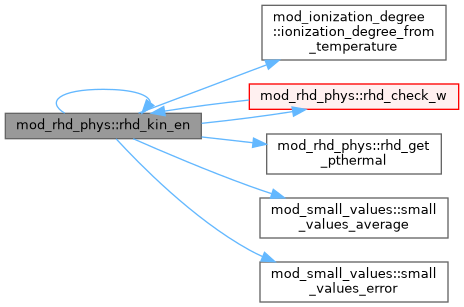 mod_ionization_degree
::ionization_degree_from
_temperature
mod_rhd_phys::rhd_check_w
mod_rhd_phys::rhd_kin_en
mod_rhd_phys::rhd_get
_pthermal
mod_small_values::small
_values_average
mod_small_values::small
_values_error